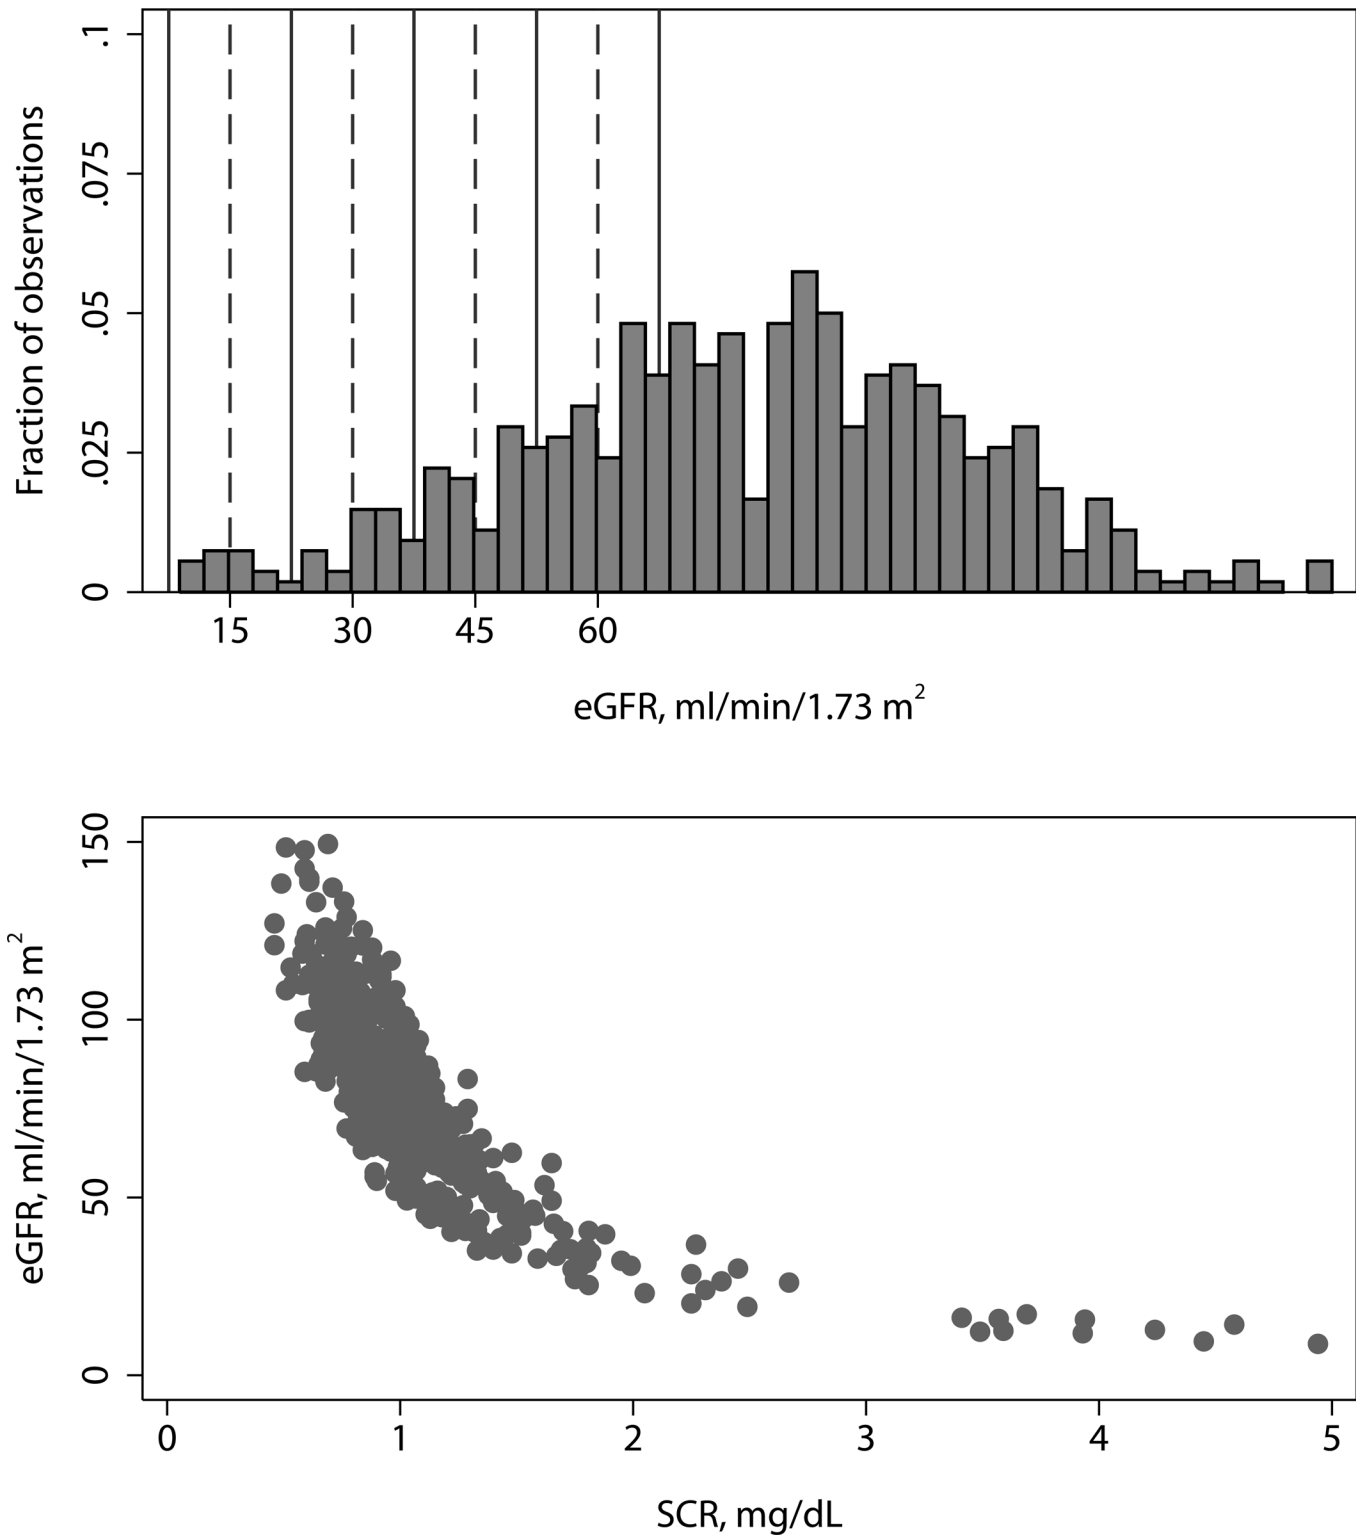 .1
.075
.05
.025
0
Fraction of observations
15 30 45 60
eGFR, ml/min/1.73 m²
150
100
50
0
eGFR, ml/min/1.73 m²
0 1 2 3 4 5
SCR, mg/dL